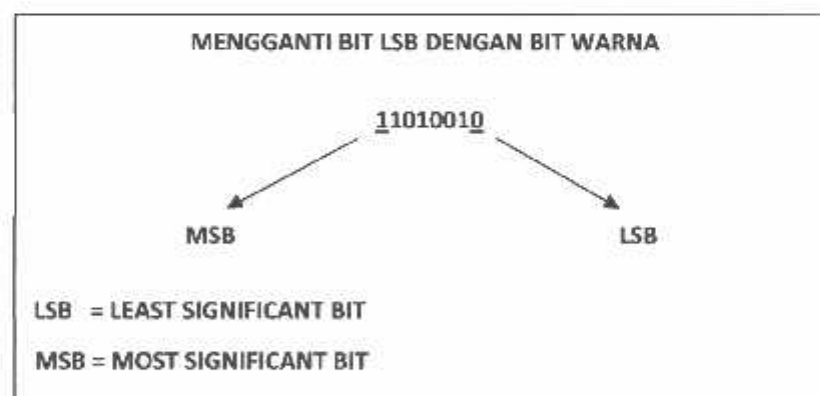 MENGGANTI BIT LSB DENGAN BIT WARNA
11010010
MSB LSB
LSB = LEAST SIGNIFICANT BIT
MSB = MOST SIGNIFICANT BIT